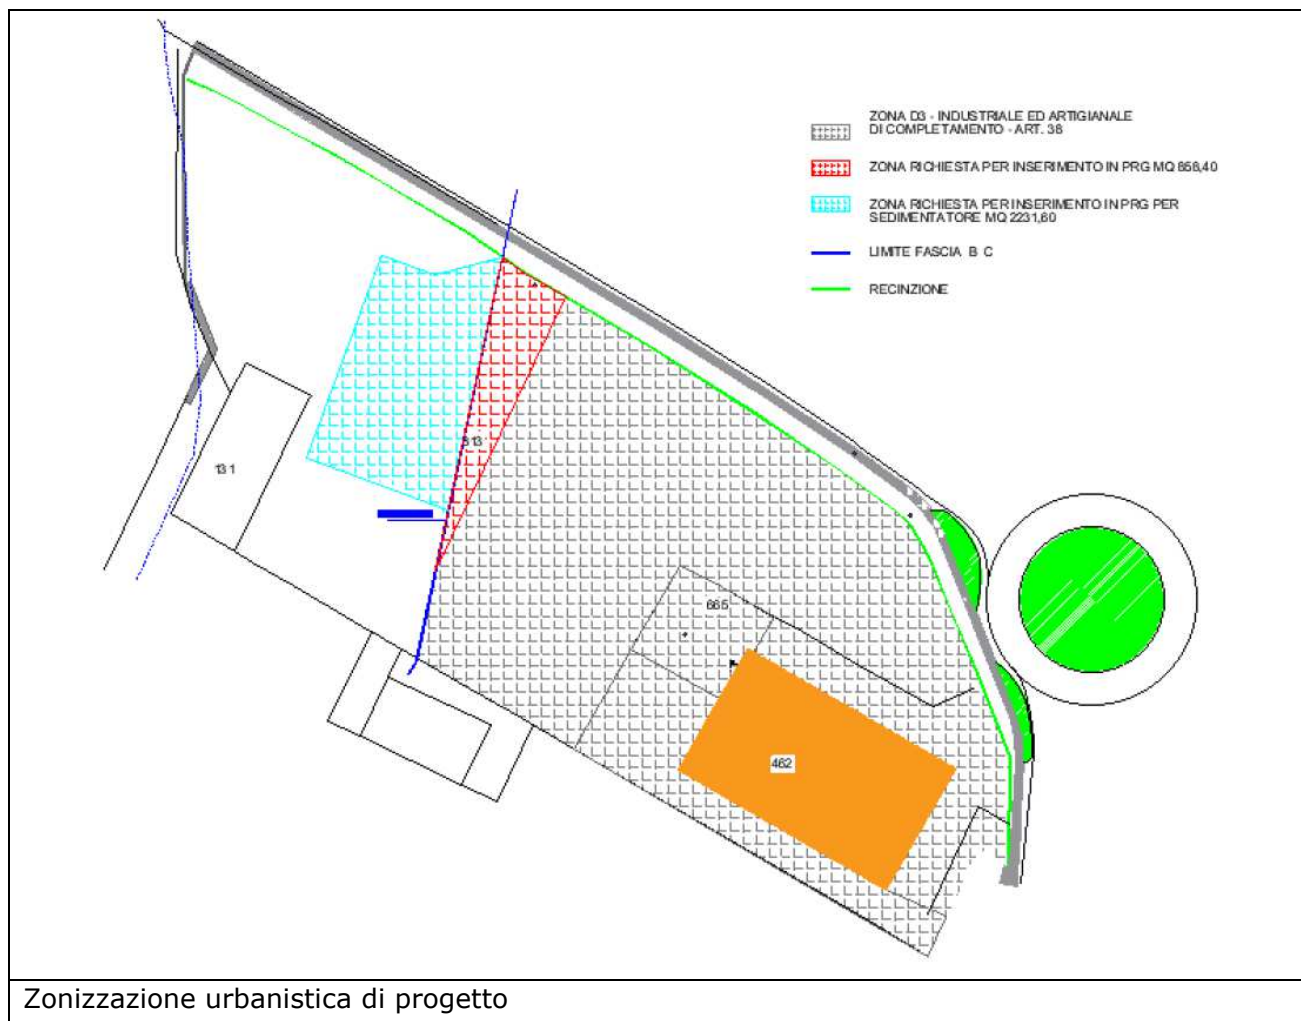 ZONA D3 - INDUSTRIALE ED ARTIGIANALE
DI COMPLETAMENTO - ART. 38
ZONA RICHIESTA PER INSERIMENTO IN PRG MQ 858,40
ZONA RICHIESTA PER INSERIMENTO IN PRG PER
SEDIMENTATORE MQ 2231,60
LIMITE FASCIA B C
RECINZIONE
813
131
665
462
Zonizzazione urbanistica di progetto